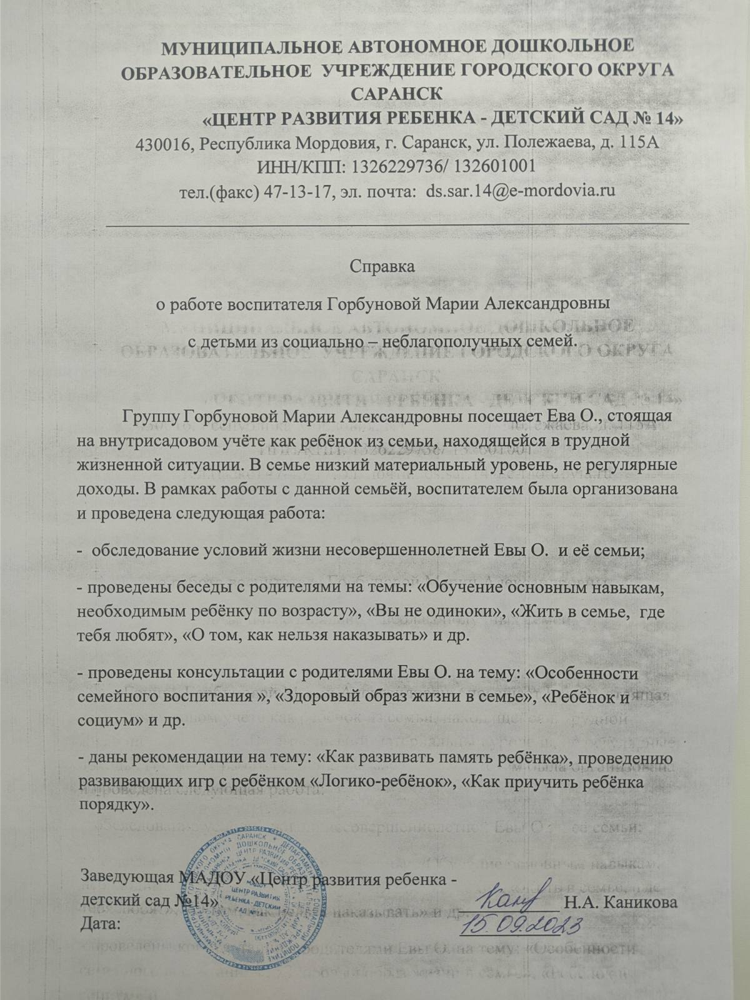 МУНИЦИПАЛЬНОЕ АВТОНОМНОЕ ДОШКОЛЬНОЕ
ОБРАЗОВАТЕЛЬНОЕ УЧРЕЖДЕНИЕ ГОРОДСКОГО ОКРУГА
САРАНСК
«ЦЕНТР РАЗВИТИЯ РЕБЕНКА - ДЕТСКИЙ САД № 14»
430016, Республика Мордовия, г. Саранск, ул. Полежаева, д. 115А
ИНН/КПП: 1326229736/ 132601001
тел.(факс) 47-13-17, эл. почта: ds.sar.14@e-mordovia.ru
Справка
о работе воспитателя Горбуновой Марии Александровны
с детьми из социально – неблагополучных семей.
Группу Горбуновой Марии Александровны посещает Ева О., стоящая
на внутрисадовом учёте как ребёнок из семьи, находящейся в трудной
жизненной ситуации. В семье низкий материальный уровень, не регулярные
доходы. В рамках работы с данной семьёй, воспитателем была организована
и проведена следующая работа:
- обследование условий жизни несовершеннолетней Евы О. и её семьи;
- проведены беседы с родителями на темы: «Обучение основным навыкам,
необходимым ребёнку по возрасту», «Вы не одиноки», «Жить в семье, где
тебя любят», «О том, как нельзя наказывать» и др.
- проведены консультации с родителями Евы О. на тему: «Особенности
семейного воспитания », «Здоровый образ жизни в семье», «Ребёнок и
социум» и др.
- даны рекомендации на тему: «Как развивать память ребёнка», проведению
развивающих игр с ребёнком «Логико-ребёнок», «Как приучить ребёнка
порядку».
Заведующая МАДОУ «Центр развития ребенка -
детский сад №14» Н.А. Каникова
Дата: 15.09.2023
МАДОУ
"ЦЕНТР РАЗВИТИЯ
РЕБЕНКА - ДЕТСКИЙ
САД №14"